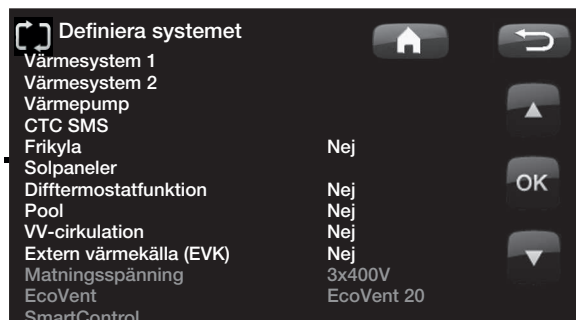 Definiera systemet
Värmesystem 1
Värmesystem 2
Värmepump
CTC SMS
Frikyla Nej
Solpaneler
Difftermostatfunktion Nej
Pool Nej
VV-cirkulation Nej
Extern värmekälla (EVK) Nej
Matningsspänning 3x400V
EcoVent EcoVent 20
SmartControl
OK